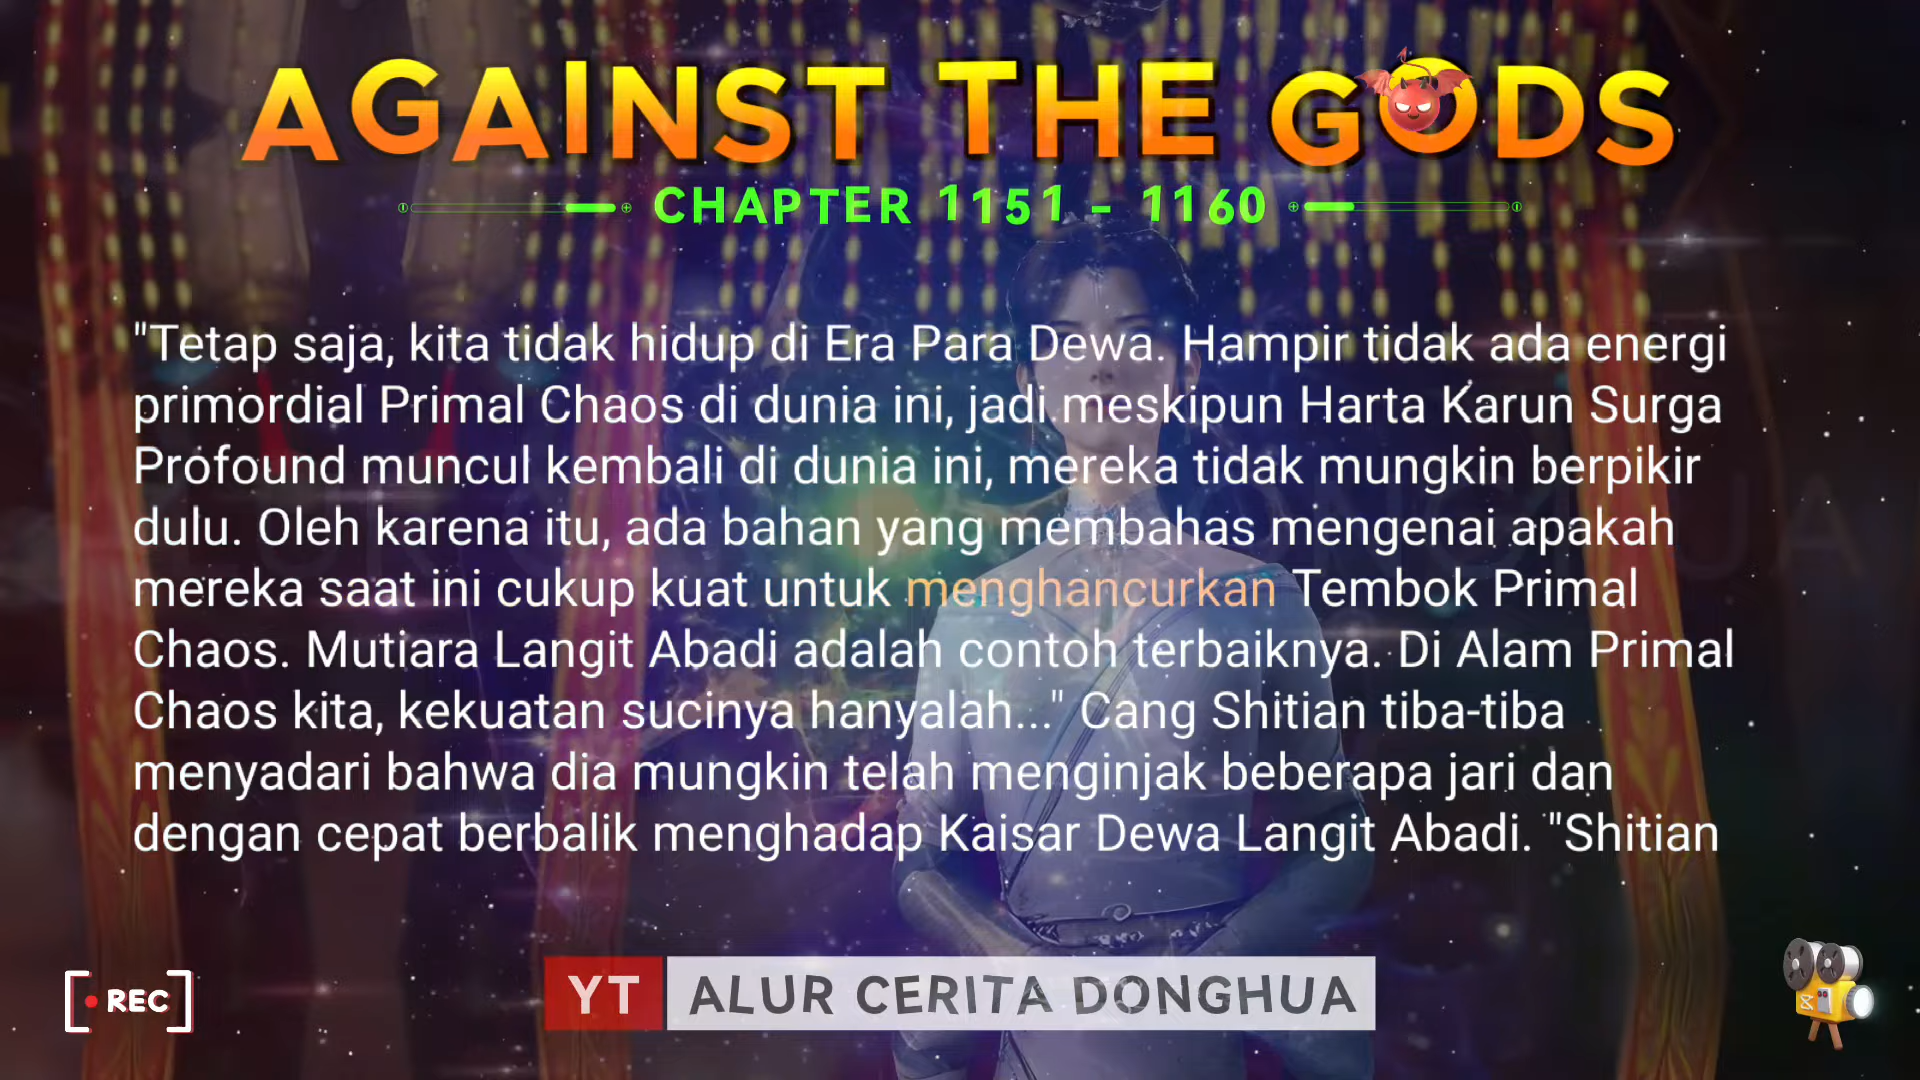 AGAINST THE GODS
CHAPTER 1151 - 1160
"Tetap saja, kita tidak hidup di Era Para Dewa. Hampir tidak ada energi
primordial Primal Chaos di dunia ini, jadi meskipun Harta Karun Surga
Profound muncul kembali di dunia ini, mereka tidak mungkin berpikir
dulu. Oleh karena itu, ada bahan yang membahas mengenai apakah
mereka saat ini cukup kuat untuk menghancurkan Tembok Primal
Chaos. Mutiara Langit Abadi adalah contoh terbaiknya. Di Alam Primal
Chaos kita, kekuatan sucinya hanyalah..." Cang Shitian tiba-tiba
menyadari bahwa dia mungkin telah menginjak beberapa jari dan
dengan cepat berbalik menghadap Kaisar Dewa Langit Abadi. "Shitian
REC
YT ALUR CERITA DONGHUA